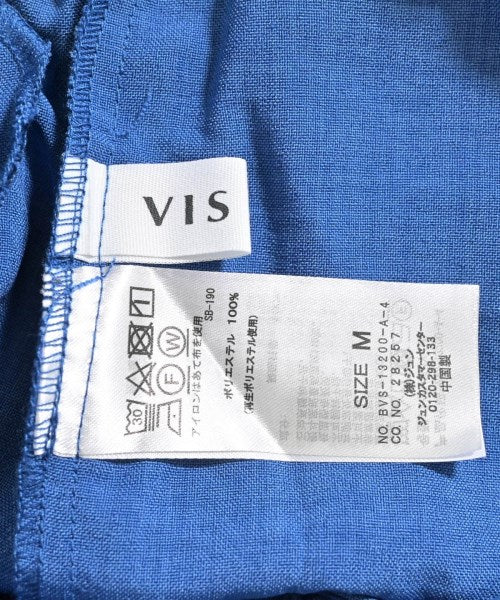 VIS
30
F
W
アイロンはあて布を使用
SB-190
ポリエステル 100%
(再生ポリエステル使用)
SIZE M
NO. BVS-13200-A-4
CO.NO. 28257
(株)ジュン
ジュンカスタマーセンター
0120-298-133
中国製